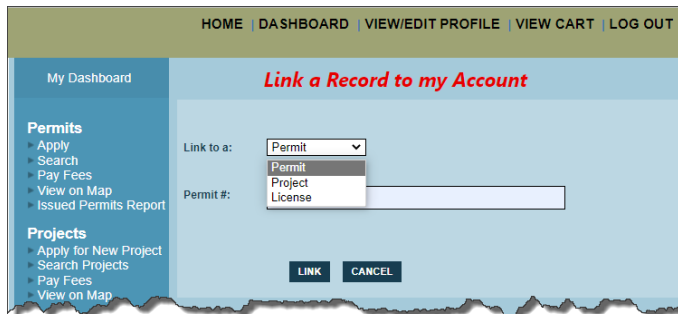 HOME | DASHBOARD | VIEW/EDIT PROFILE | VIEW CART | LOG OUT
My Dashboard
Link a Record to my Account
Permits
Apply
Search
Pay Fees
View on Map
Issued Permits Report
Projects
Apply for New Project
Search Projects
Pay Fees
View on Map
Link to a:
Permit
Permit
Project
License
Permit #:
LINK
CANCEL